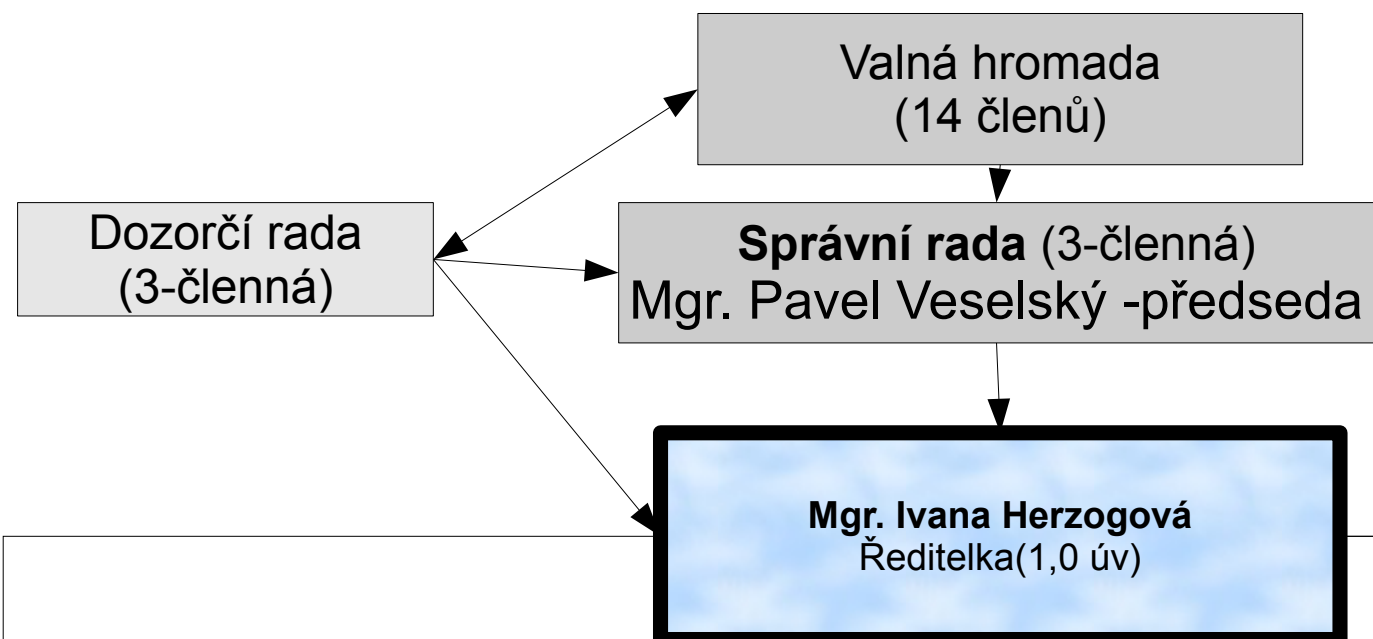 Valná hromada
(14 členů)
Dozorčí rada
(3-členná)
Správní rada (3-členná)
Mgr. Pavel Veselský -předseda
Mgr. Ivana Herzogová
Ředitelka(1,0 úv)